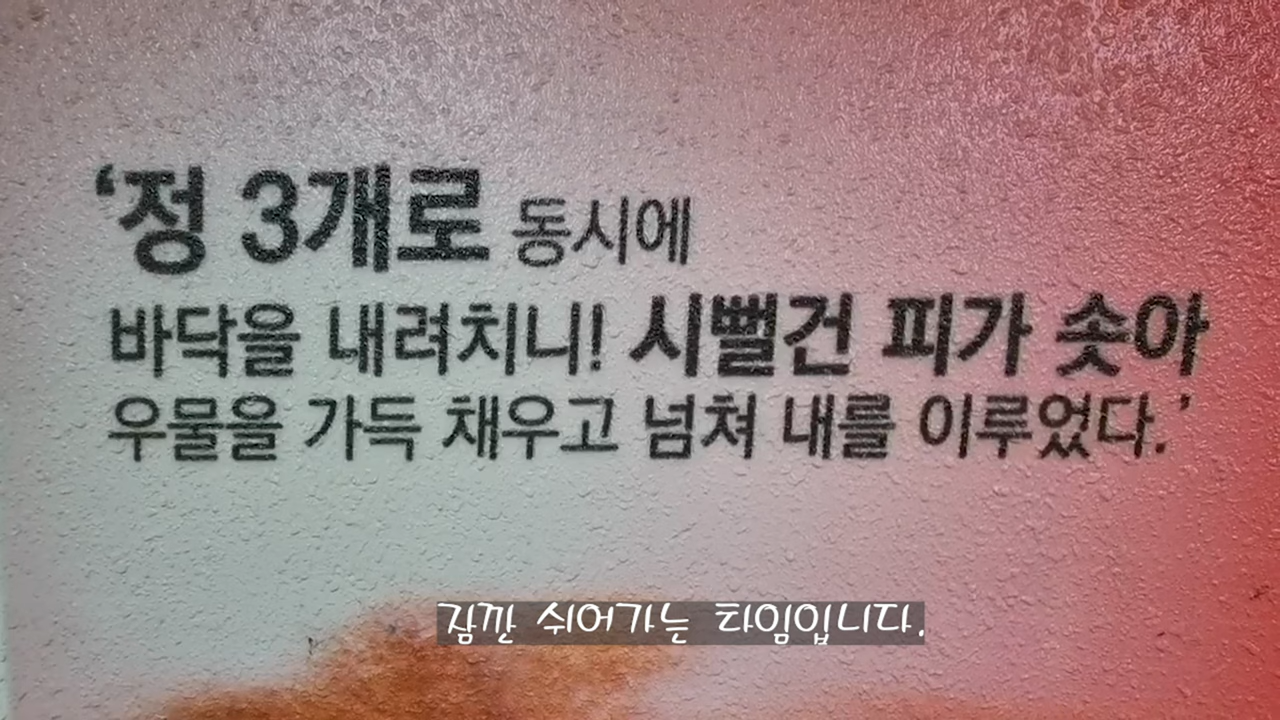 ‘정 3개로 동시에
바닥을 내려치니! 시뻘건 피가 솟아
우물을 가득 채우고 넘쳐 내를 이루었다.’
잠깐 쉬어가는 타임입니다.